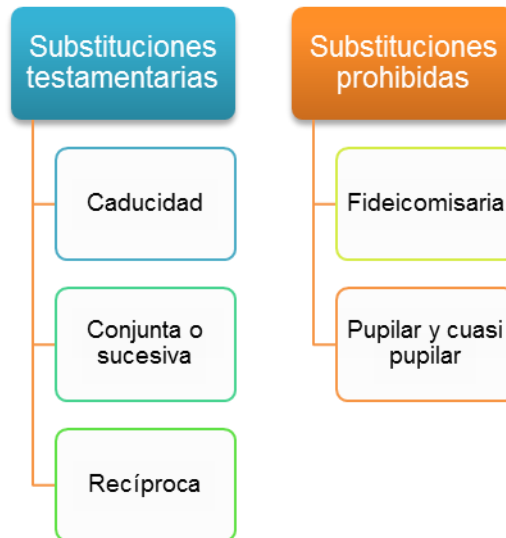 Substituciones
testamentarias
Caducidad
Conjunta o
sucesiva
Recíproca
Substituciones
prohibidas
Fideicomisaria
Pupilar y cuasi
pupilar